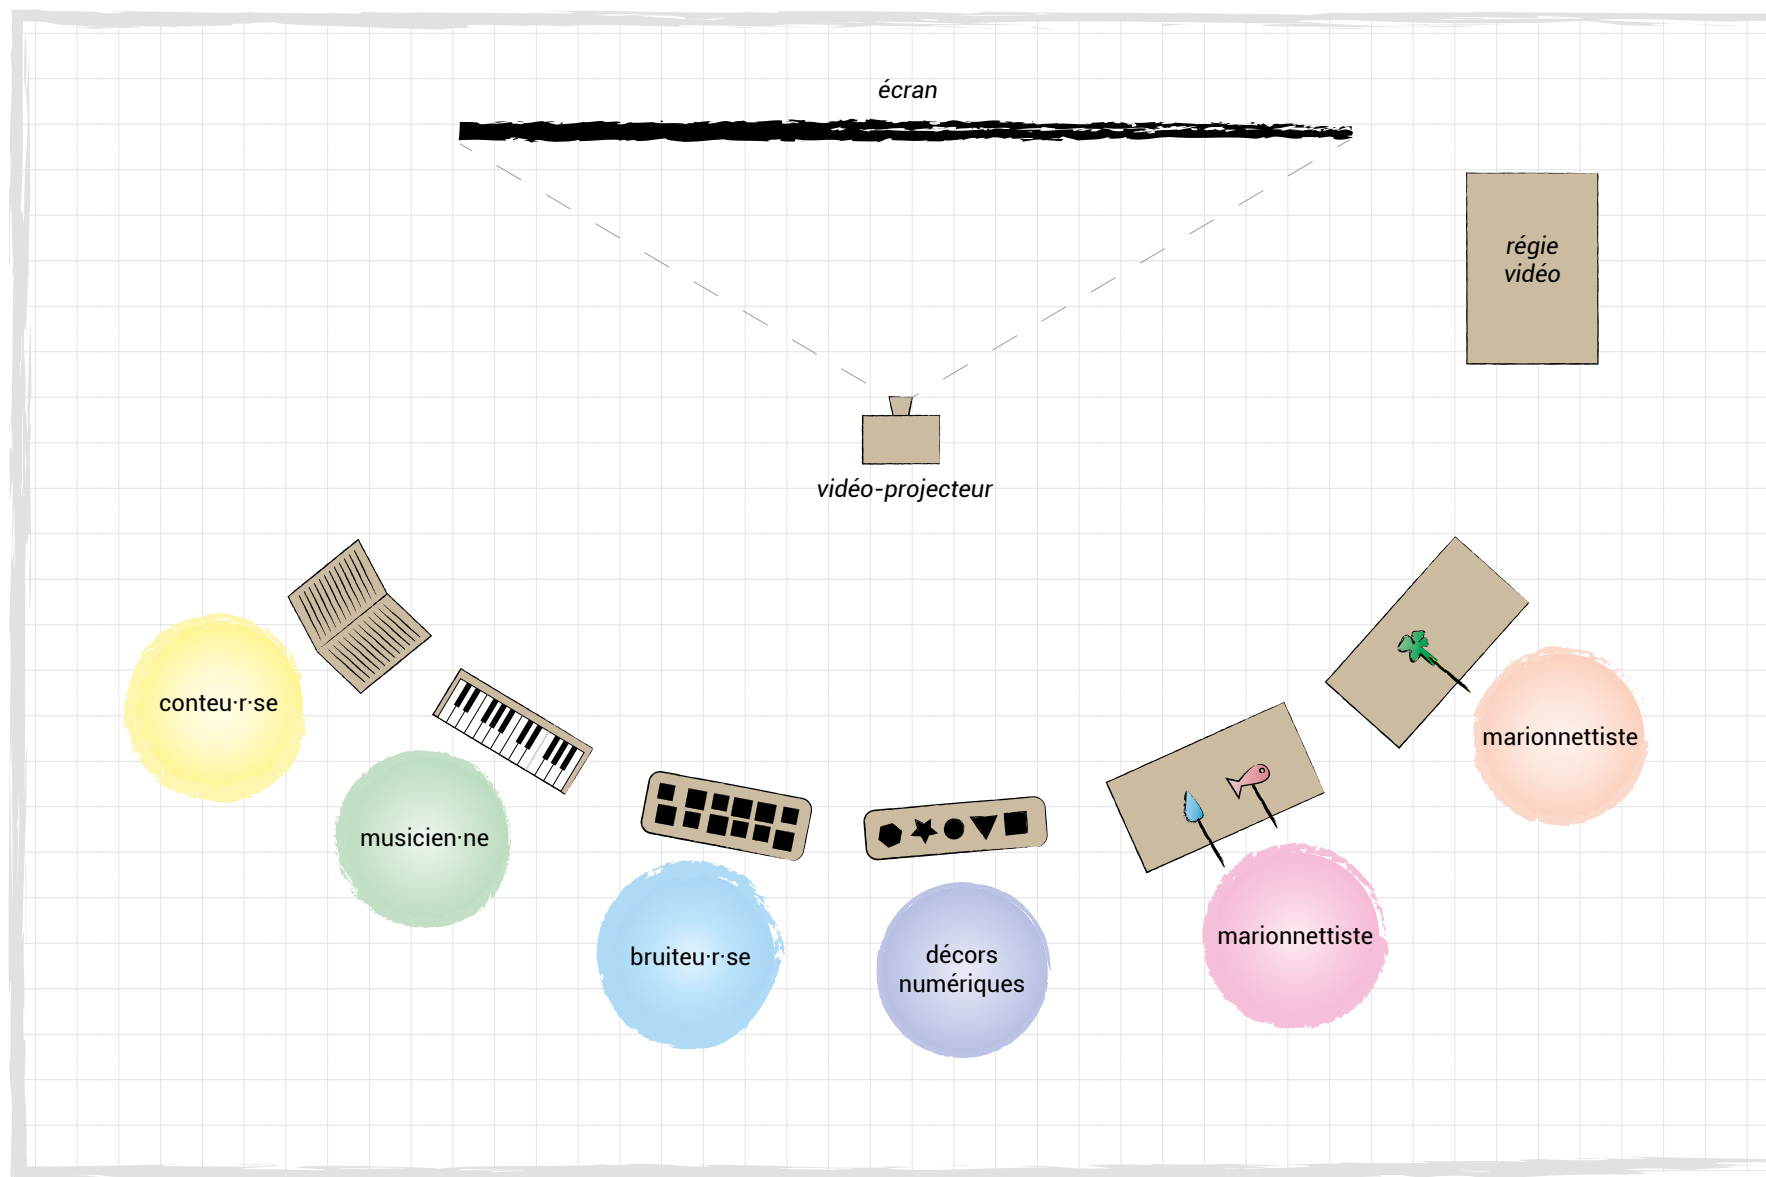 écran
régie
vidéo
vidéo-projecteur
conteu·r·se
musicien·ne
bruiteu·r·se
décors
numériques
marionnettiste
marionnettiste